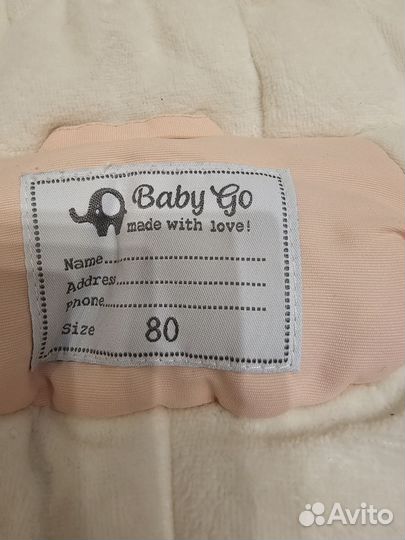 Baby Go
made with love!
Name
Address
Phone
Size 80
Avito